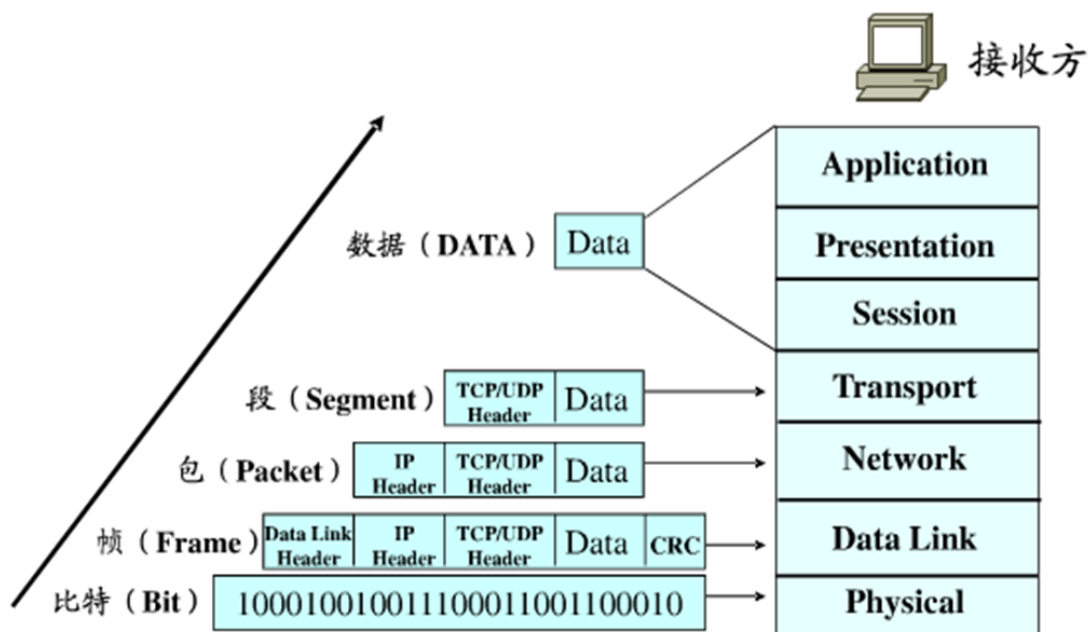 接收方
Application
数据（DATA） Data
Presentation
Session
段（Segment） TCP/UDP Header Data
Transport
包（Packet） IP Header TCP/UDP Header Data
Network
帧（Frame） Data Link Header IP Header TCP/UDP Header Data CRC
Data Link
比特（Bit） 100010010011100011001100010
Physical